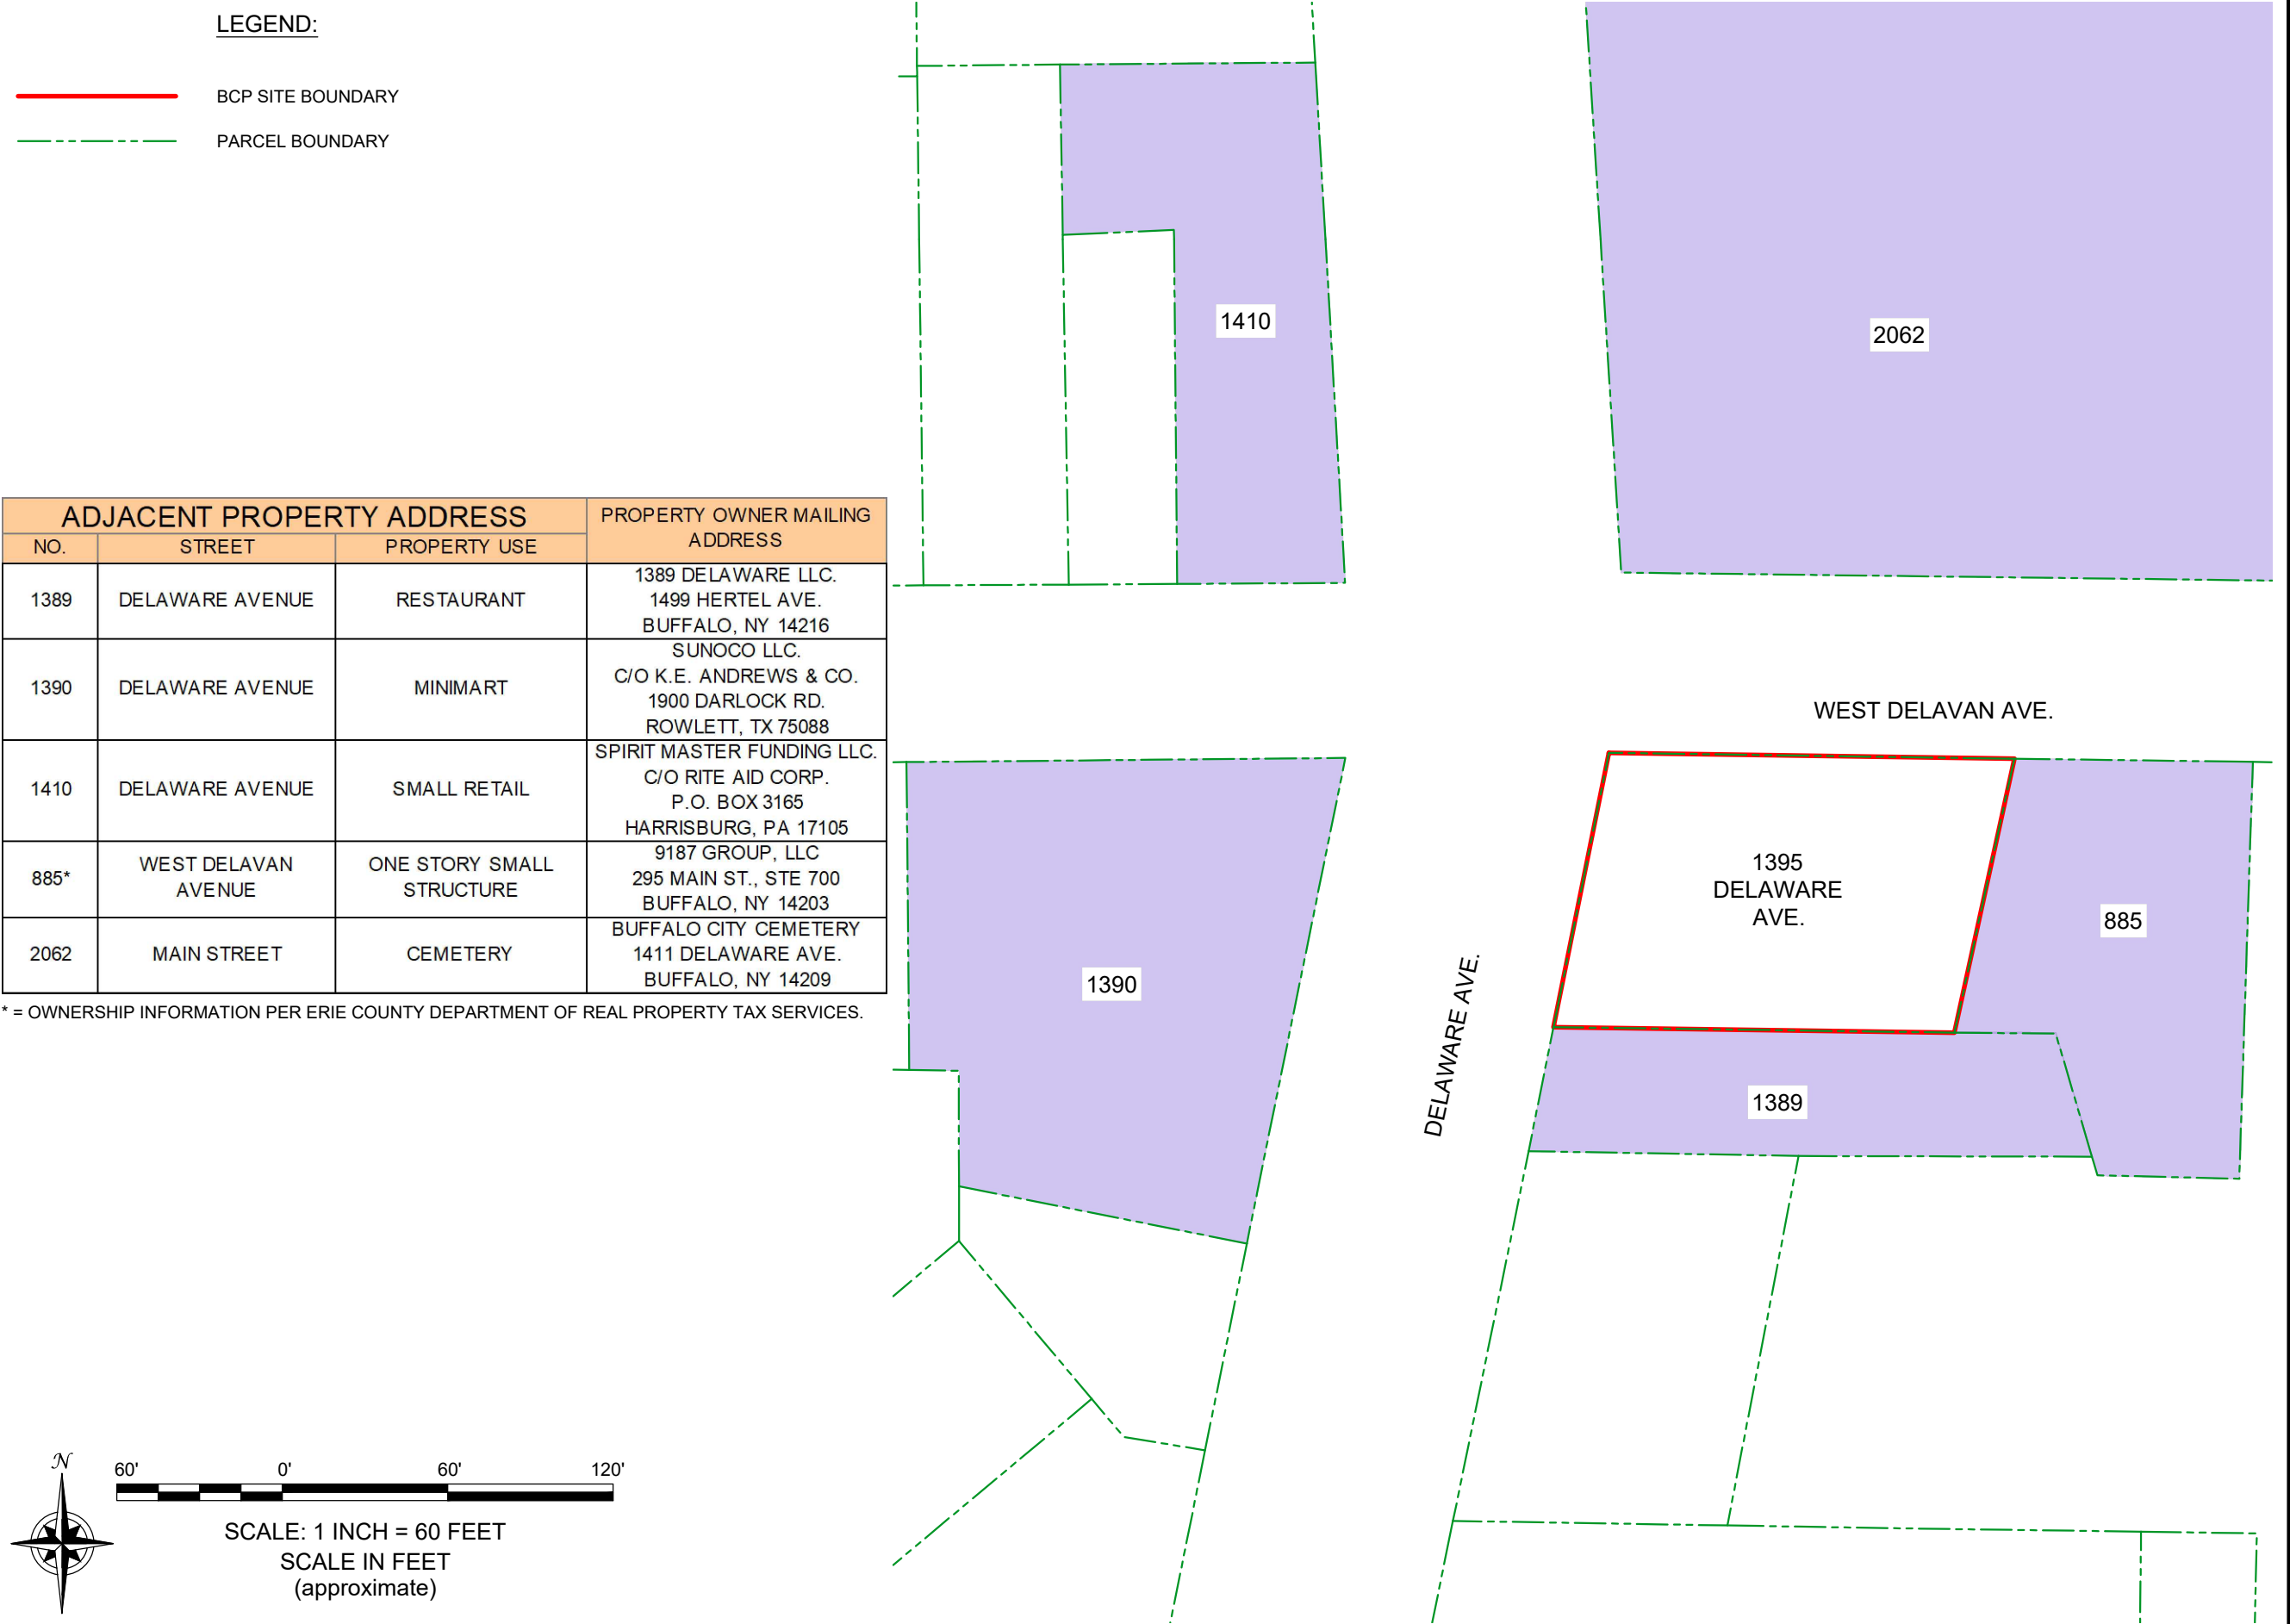 LEGEND:
BCP SITE BOUNDARY
PARCEL BOUNDARY
1410
2062
ADJACENT PROPERTY ADDRESS
PROPERTY OWNER MAILING
ADDRESS
NO.
STREET
PROPERTY USE
1389
DELAWARE AVENUE
RESTAURANT
1389 DELAWARE LLC.
1499 HERTEL AVE.
BUFFALO, NY 14216
1390
DELAWARE AVENUE
MINIMART
SUNOCO LLC.
C/O K.E. ANDREWS & CO.
1900 DARLOCK RD.
ROWLETT, TX 75088
1410
DELAWARE AVENUE
SMALL RETAIL
SPIRIT MASTER FUNDING LLC.
C/O RITE AID CORP.
P.O. BOX 3165
HARRISBURG, PA 17105
885*
WEST DELAVAN
AVENUE
ONE STORY SMALL
STRUCTURE
9187 GROUP, LLC
295 MAIN ST., STE 700
BUFFALO, NY 14203
2062
MAIN STREET
CEMETERY
BUFFALO CITY CEMETERY
1411 DELAWARE AVE.
BUFFALO, NY 14209
* = OWNERSHIP INFORMATION PER ERIE COUNTY DEPARTMENT OF REAL PROPERTY TAX SERVICES.
WEST DELAVAN AVE.
1395
DELAWARE
AVE.
885
1390
DELAWARE AVE.
1389
N
60' 0' 60' 120'
SCALE: 1 INCH = 60 FEET
SCALE IN FEET
(approximate)